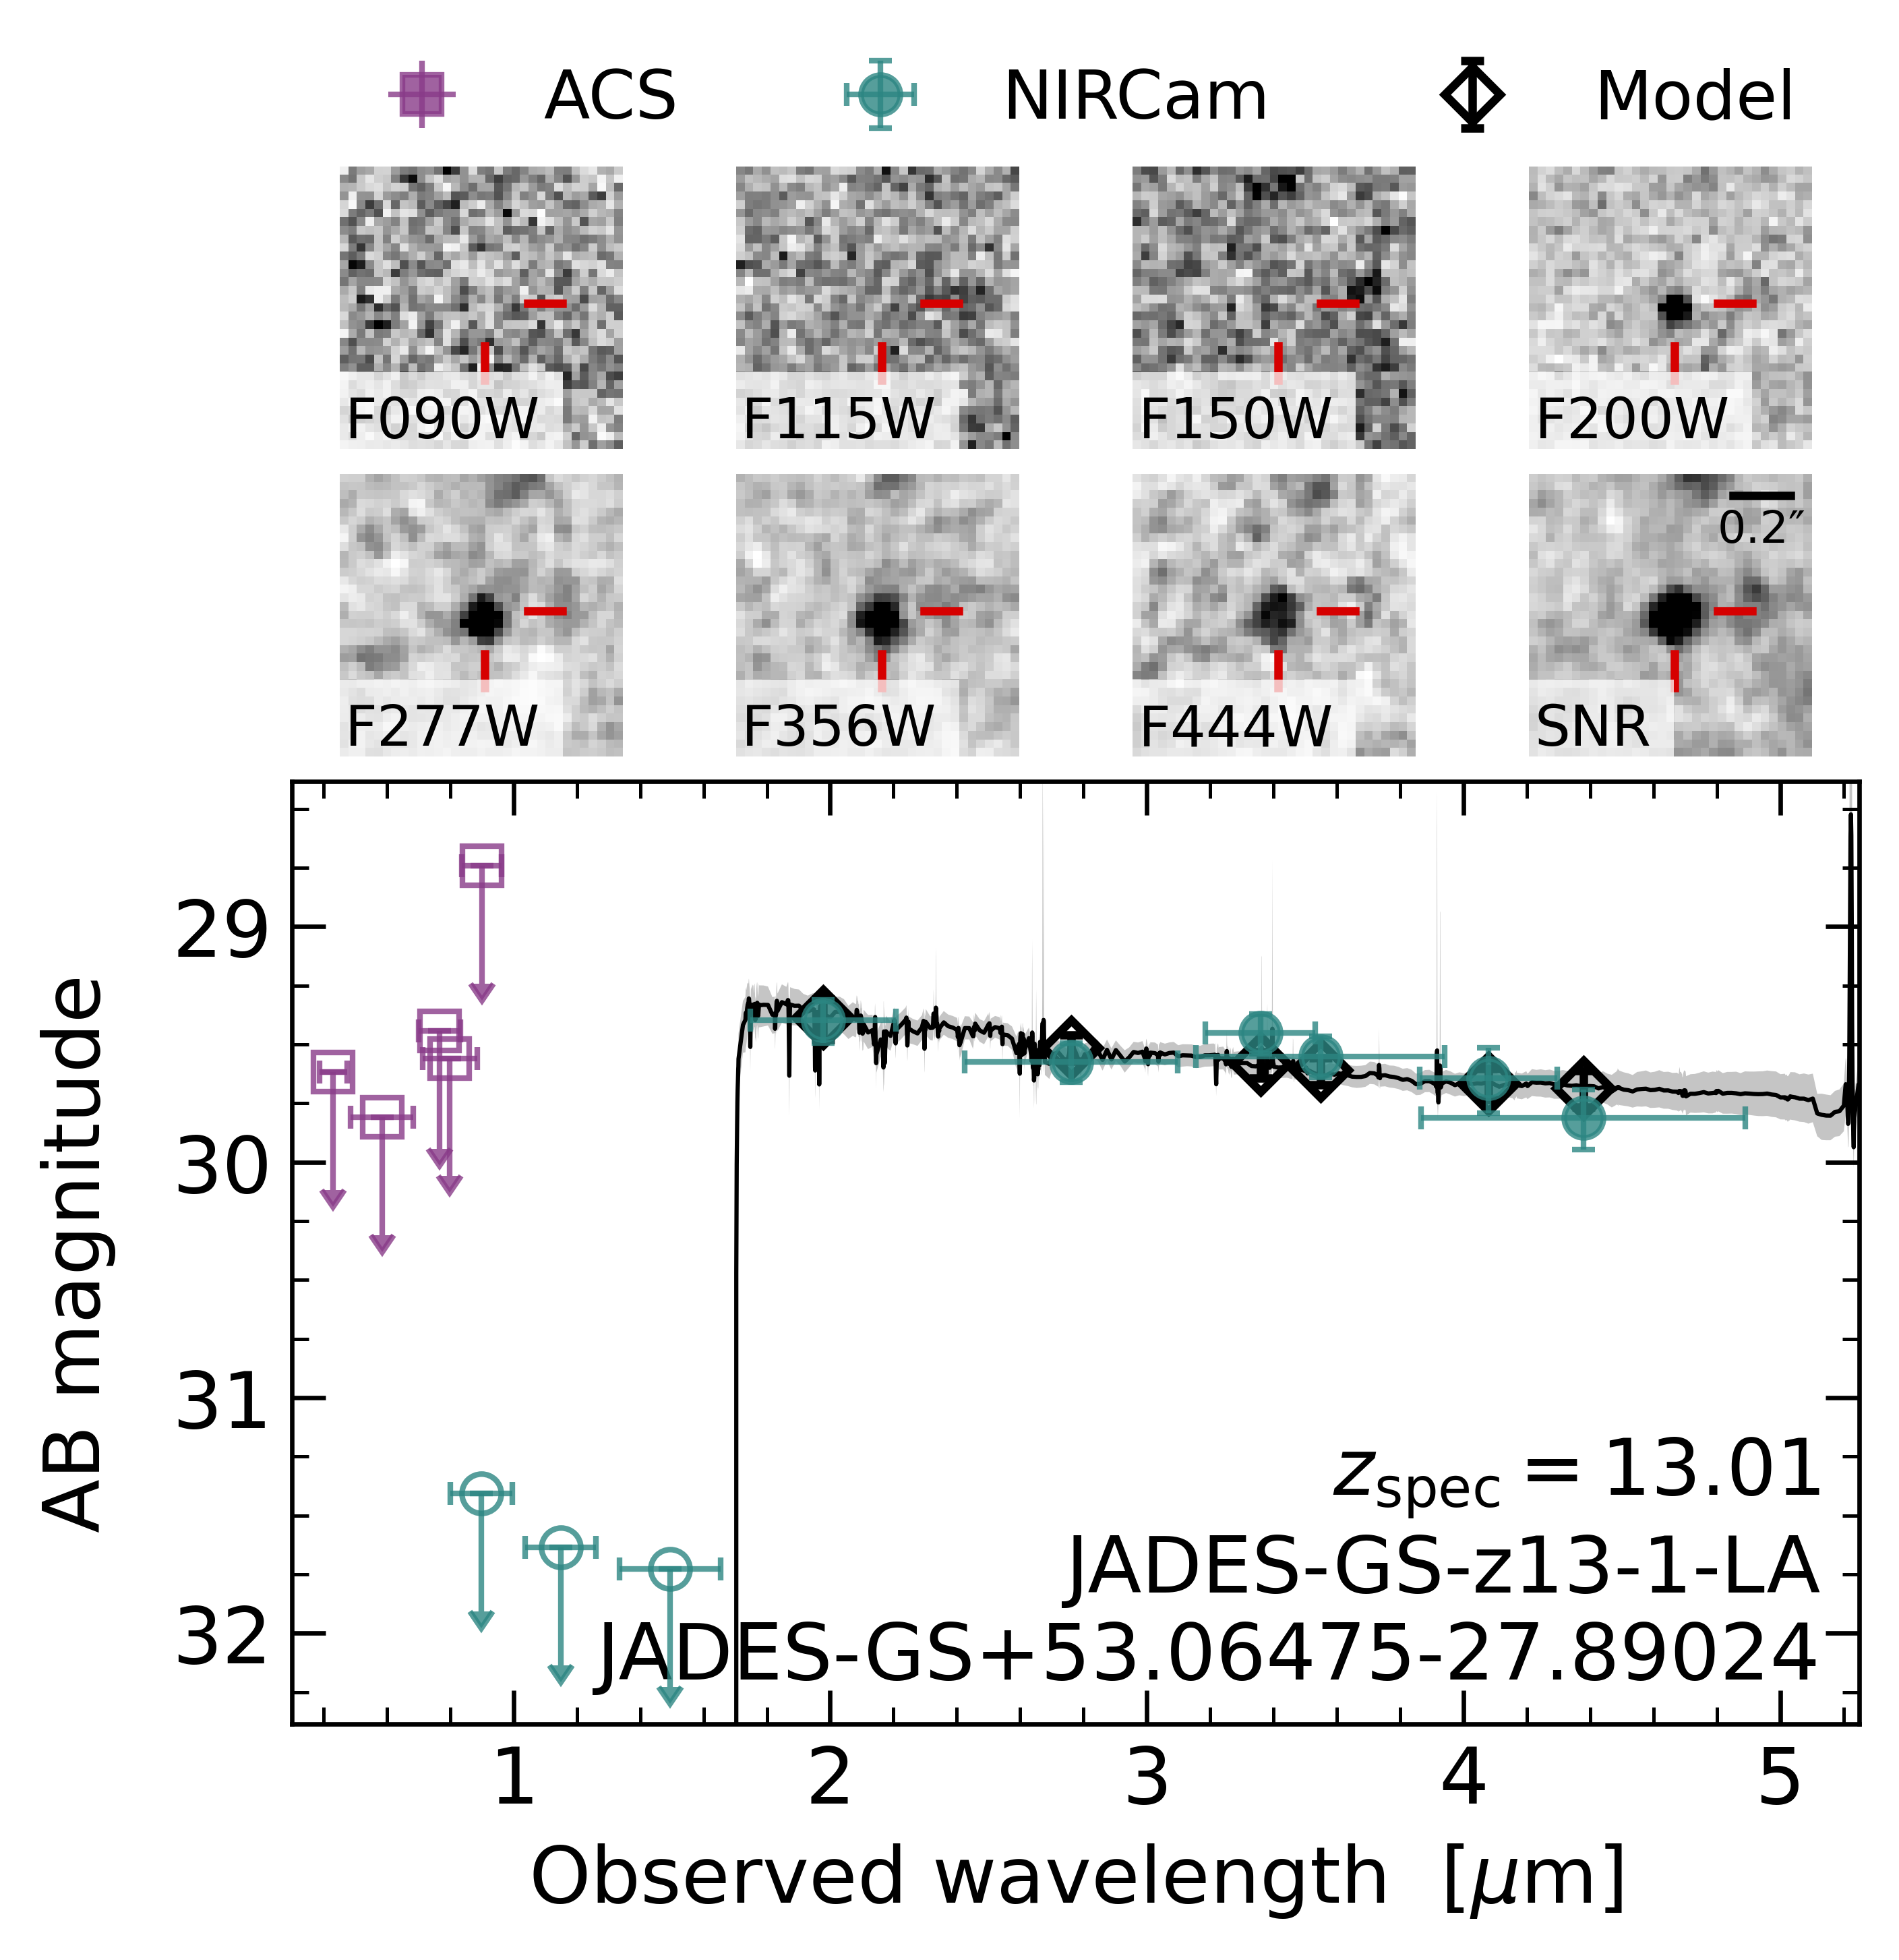 ACS NIRCam Model
F090W F115W F150W F200W
0.2″
F277W F356W F444W SNR
AB magnitude
29
30
31
32
z_spec = 13.01
JADES-GS-z13-1-LA
JADES-GS+53.06475-27.89024
1 2 3 4 5
Observed wavelength [μm]